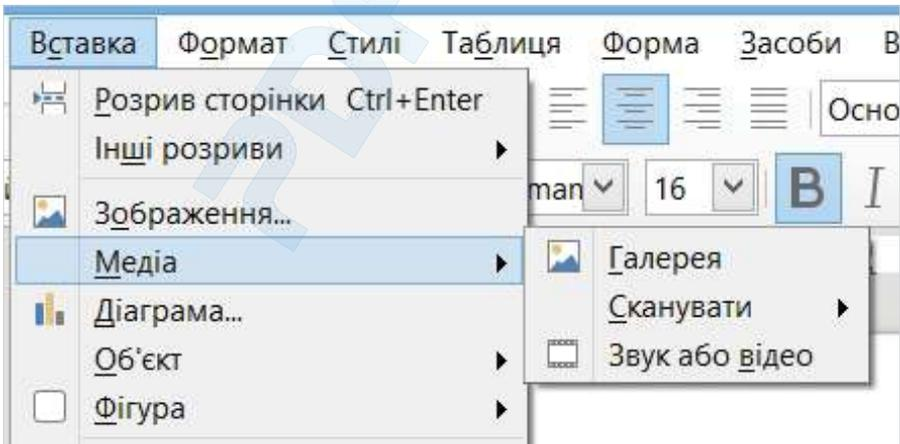 Вставка Формат Стилі Таблиця Форма Засоби В
Розрив сторінки Ctrl+Enter
Осно
Інші розриви
man 16 B I
Зображення...
Медіа
Галерея
Діаграма...
Сканувати
Об'єкт
Звук або відео
Фігура